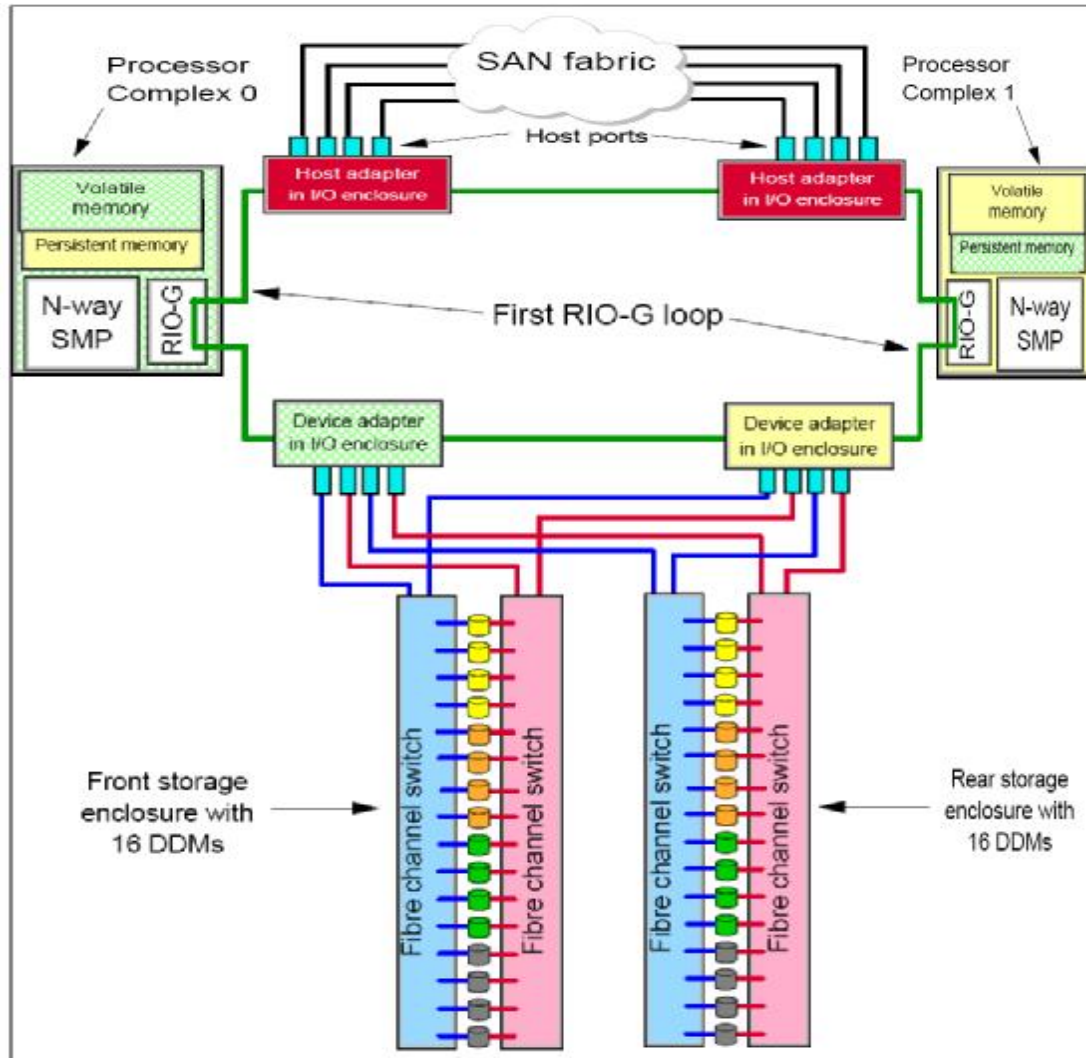 SAN fabric
Processor
Complex 0
Processor
Complex 1
Host ports
Host adapter
in I/O enclosure
Host adapter
in I/O enclosure
Volatile
memory
Persistent memory
N-way
SMP
RIO-G
Volatile
memory
Persistent memory
RIO-G
N-way
SMP
First RIO-G loop
Device adapter
in I/O enclosure
Device adapter
in I/O enclosure
Front storage
enclosure with
16 DDMs
Fibre channel switch
Fibre channel switch
Fibre channel switch
Fibre channel switch
Rear storage
enclosure with
16 DDMs